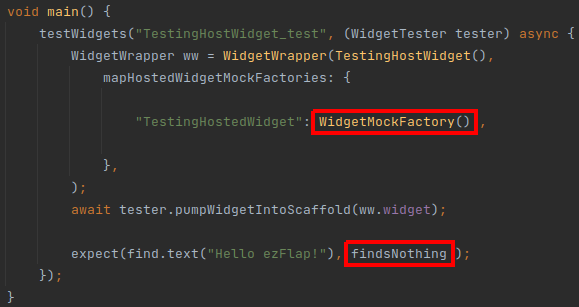 void main() {
testWidgets("TestingHostWidget_test", (WidgetTester tester) async {
WidgetWrapper ww = WidgetWrapper(TestingHostWidget(),
mapHostedWidgetMockFactories: {
"TestingHostedWidget": WidgetMockFactory() ,
},
);
await tester.pumpWidgetIntoScaffold(ww.widget);
expect(find.text("Hello ezFlap!"), findsNothing );
});
}